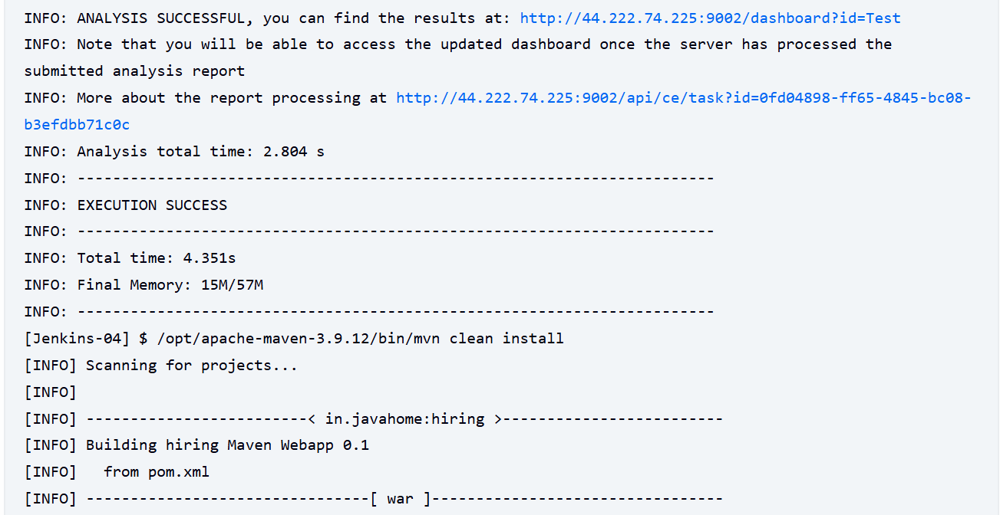 INFO: ANALYSIS SUCCESSFUL, you can find the results at: http://44.222.74.225:9002/dashboard?id=Test
INFO: Note that you will be able to access the updated dashboard once the server has processed the
submitted analysis report
INFO: More about the report processing at http://44.222.74.225:9002/api/ce/task?id=0fd04898-ff65-4845-bc08-
b3efdbb71c0c
INFO: Analysis total time: 2.804 s
INFO: ------------------------------------------------------------------------
INFO: EXECUTION SUCCESS
INFO: ------------------------------------------------------------------------
INFO: Total time: 4.351s
INFO: Final Memory: 15M/57M
INFO: ------------------------------------------------------------------------
[Jenkins-04] $ /opt/apache-maven-3.9.12/bin/mvn clean install
[INFO] Scanning for projects...
[INFO]
[INFO] -------------------------< in.javahome:hiring >-------------------------
[INFO] Building hiring Maven Webapp 0.1
[INFO]   from pom.xml
[INFO] --------------------------------[ war ]---------------------------------